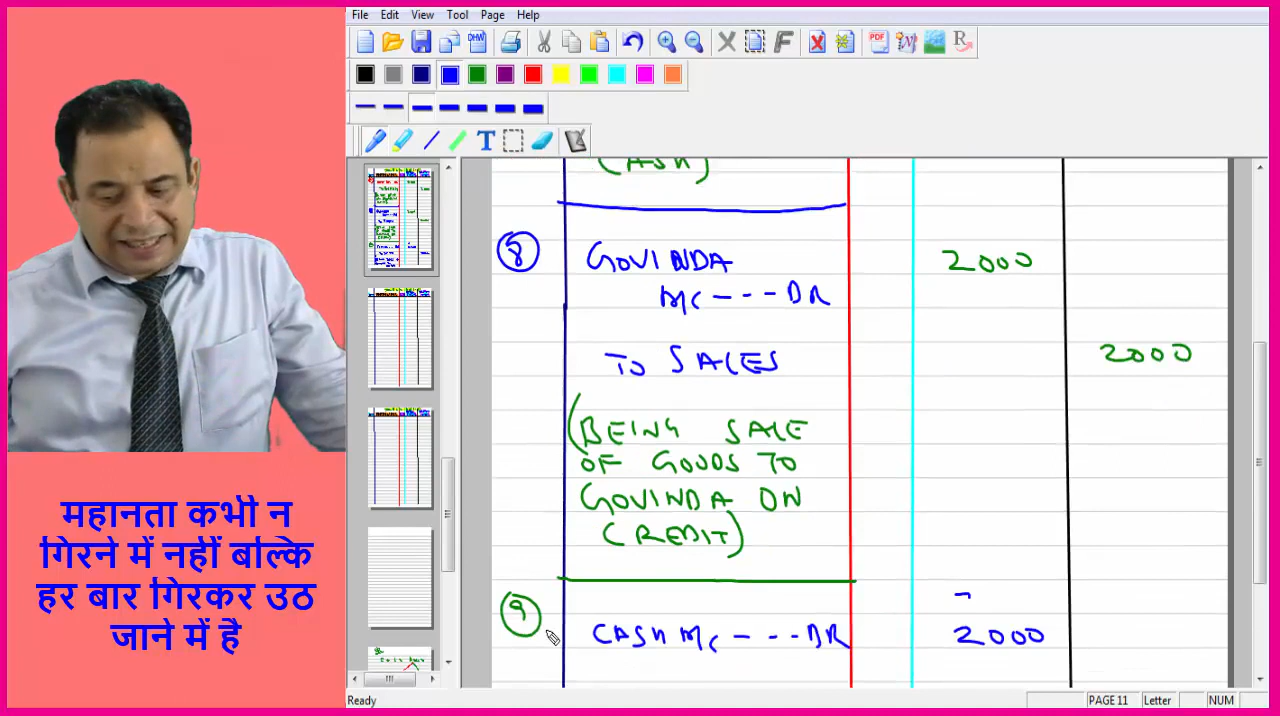 File Edit View Tool Page Help
(CASH)
8 GOVINDA 2000
A/C --- DR
TO SALES 2000
(BEING SALE
OF GOODS TO
GOVINDA ON
CREDIT)
9 CASH A/C --- DR 2000
महानता कभी न
गिरने में नहीं बल्कि
हर बार गिरकर उठ
जाने में है
Ready PAGE 11 Letter NUM